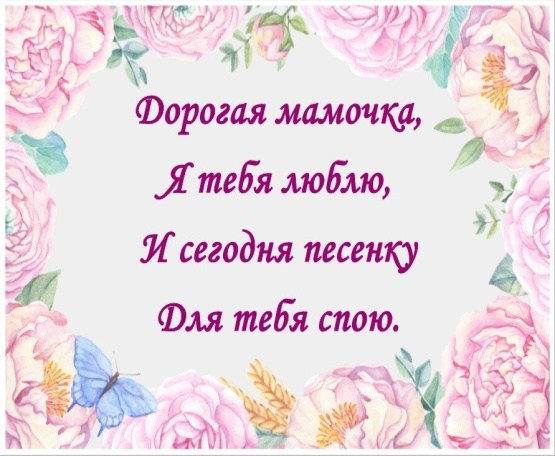 Дорогая мамочка,
Я тебя люблю,
И сегодня песенку
Для тебя спою.